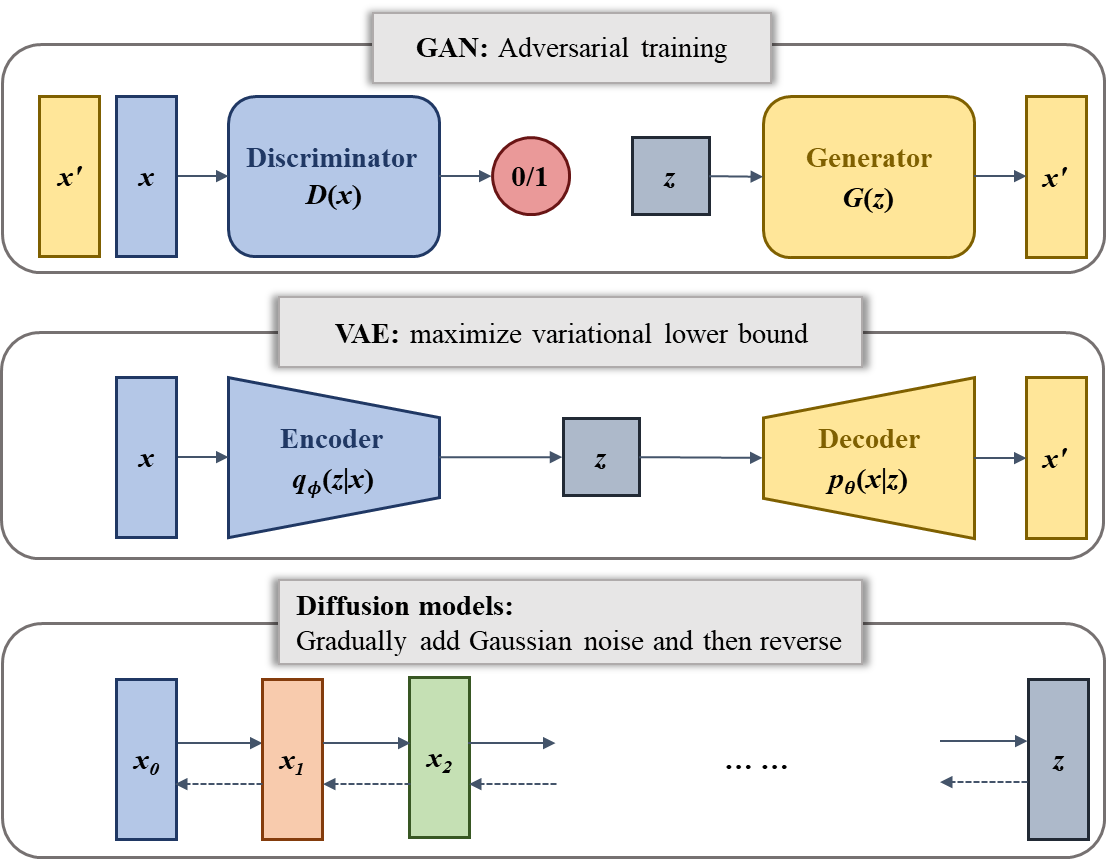 GAN: Adversarial training
x′
x
Discriminator
D(x)
0/1
z
Generator
G(z)
x′
VAE: maximize variational lower bound
x
Encoder
qϕ(z|x)
z
Decoder
pθ(x|z)
x′
Diffusion models:
Gradually add Gaussian noise and then reverse
x0
x1
x2
... ...
z